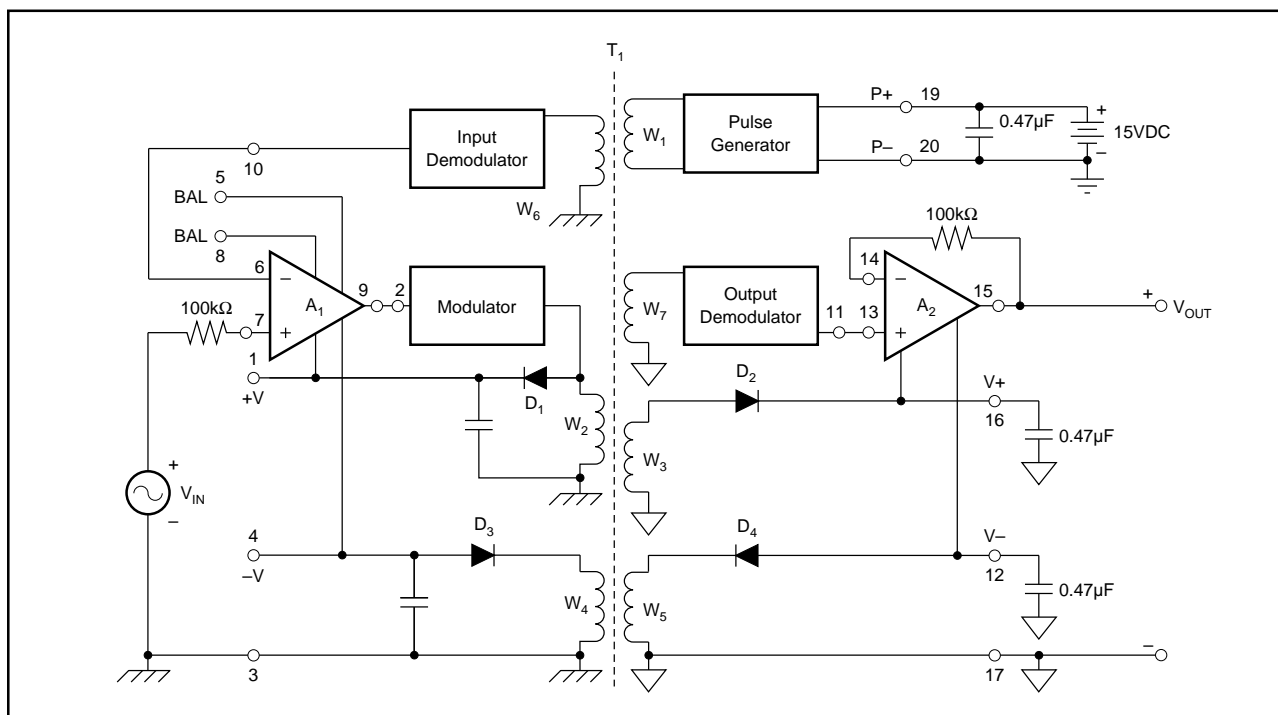 T1
P+ 19
0.47µF
+
15VDC
–
P– 20
Input
Demodulator
W1
Pulse
Generator
10
5
BAL
W6
BAL
8
100kΩ
14
–
6
–
A1
9 2
Modulator
W7
Output
Demodulator
11 13
+
A2
15
+
VOUT
100kΩ
7
+
1
+V
D1
W2
D2
V+
16
0.47µF
W3
+
VIN
–
4
–V
D3
W4
D4
W5
V–
12
0.47µF
3
17
–